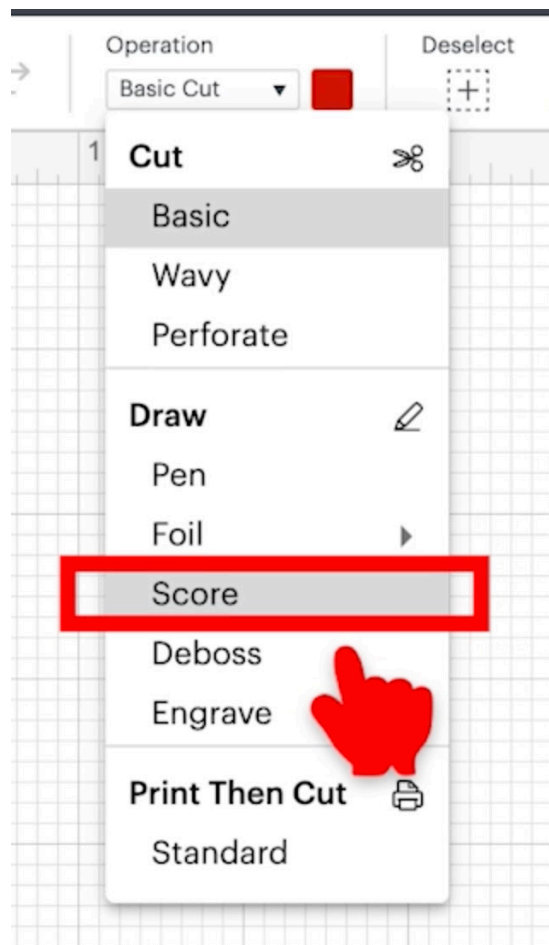 Operation
Deselect
Basic Cut
1
Cut
Basic
Wavy
Perforate
Draw
Pen
Foil
Score
Deboss
Engrave
Print Then Cut
Standard